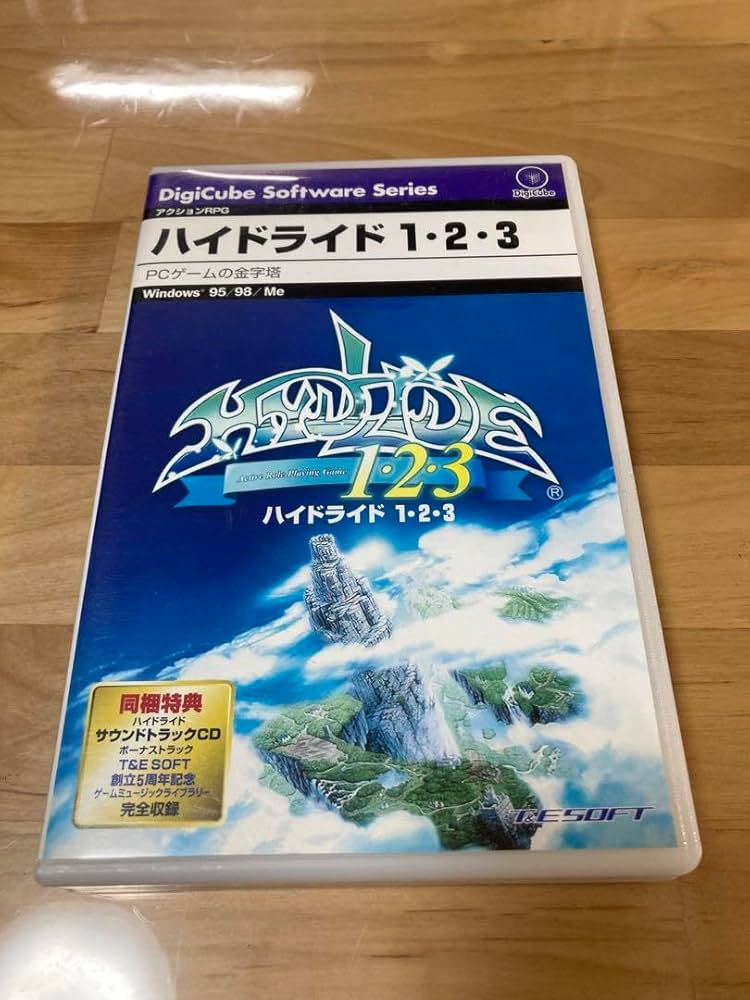 DigiCube Software Series
DigiCube
アクションRPG
ハイドライド 1・2・3
PCゲームの金字塔
Windows™ 95/98/Me
HYDLIDE
Active Role Playing Game
1・2・3
®
ハイドライド 1・2・3
同梱特典
ハイドライド
サウンドトラックCD
ボーナストラック
T&E SOFT
創立5周年記念
ゲームミュージックライブラリー
完全収録
T&E SOFT